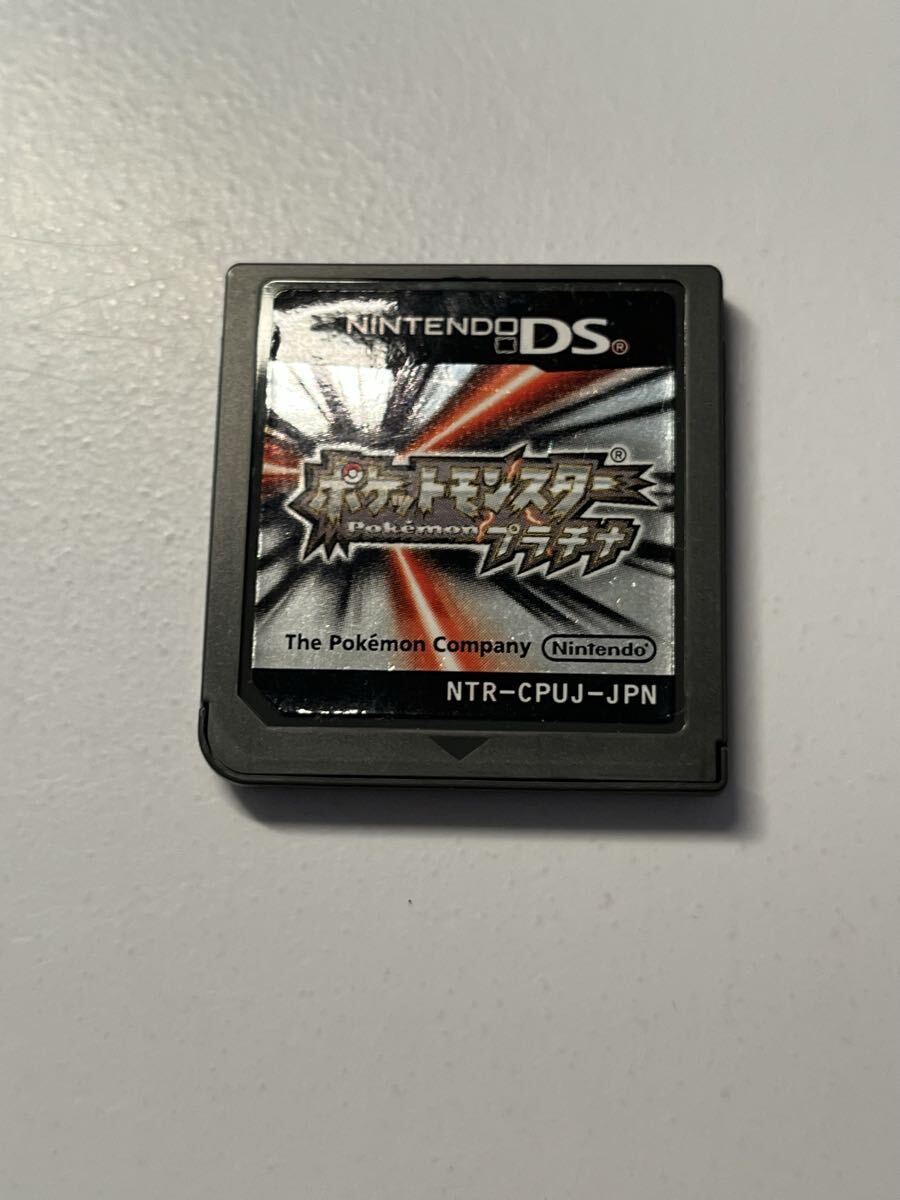 NINTENDO DS®
ポケットモンスター®
Pokémon プラチナ
The Pokémon Company Nintendo®
NTR-CPUJ-JPN